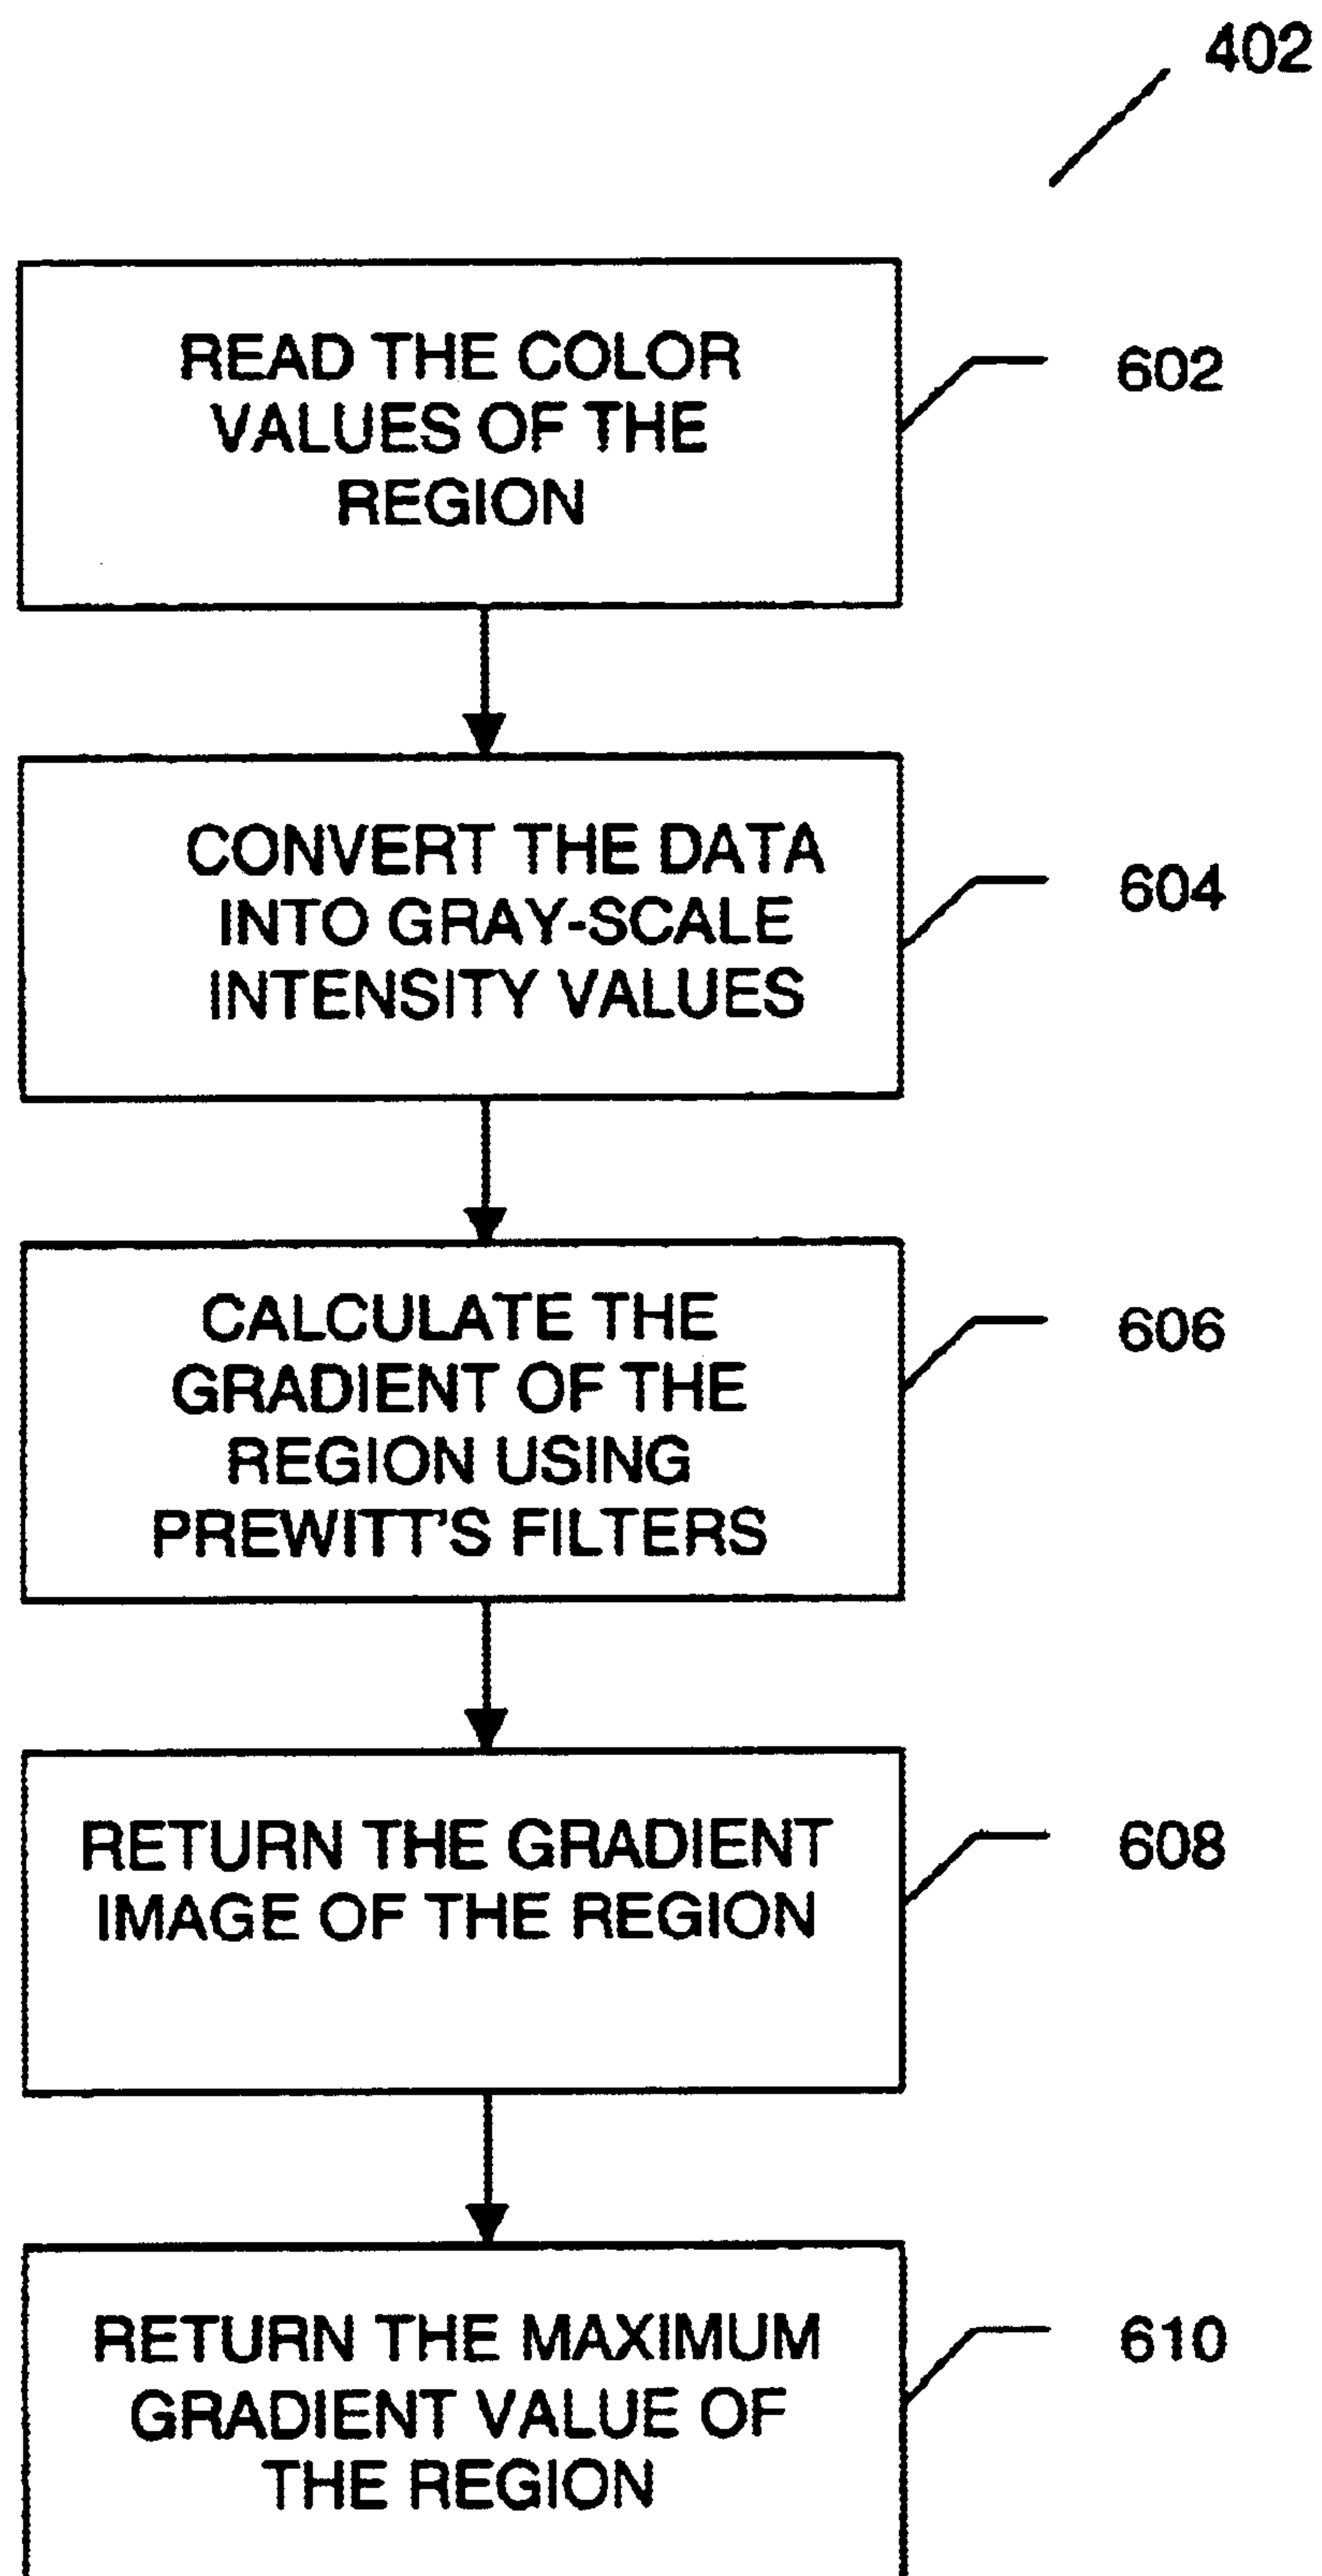 402
READ THE COLOR
VALUES OF THE
REGION
602
CONVERT THE DATA
INTO GRAY-SCALE
INTENSITY VALUES
604
CALCULATE THE
GRADIENT OF THE
REGION USING
PREWITT'S FILTERS
606
RETURN THE GRADIENT
IMAGE OF THE REGION
608
RETURN THE MAXIMUM
GRADIENT VALUE OF
THE REGION
610